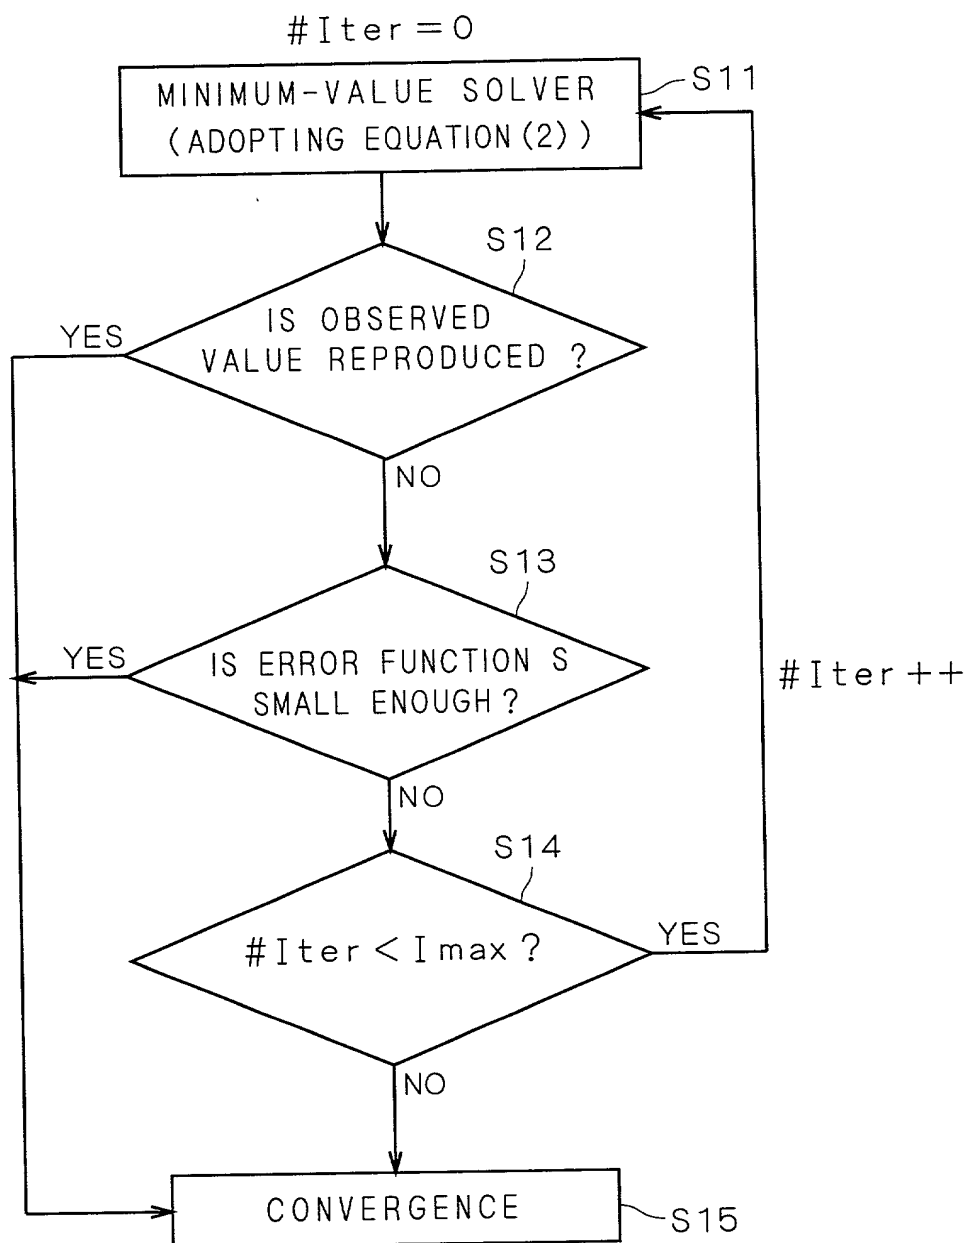 #Iter=0
S11
MINIMUM-VALUE SOLVER
(ADOPTING EQUATION(2))
S12
IS OBSERVED
VALUE REPRODUCED ?
YES
NO
S13
IS ERROR FUNCTION S
SMALL ENOUGH?
YES
#Iter++
NO
S14
#Iter<Imax?
YES
NO
CONVERGENCE
S15